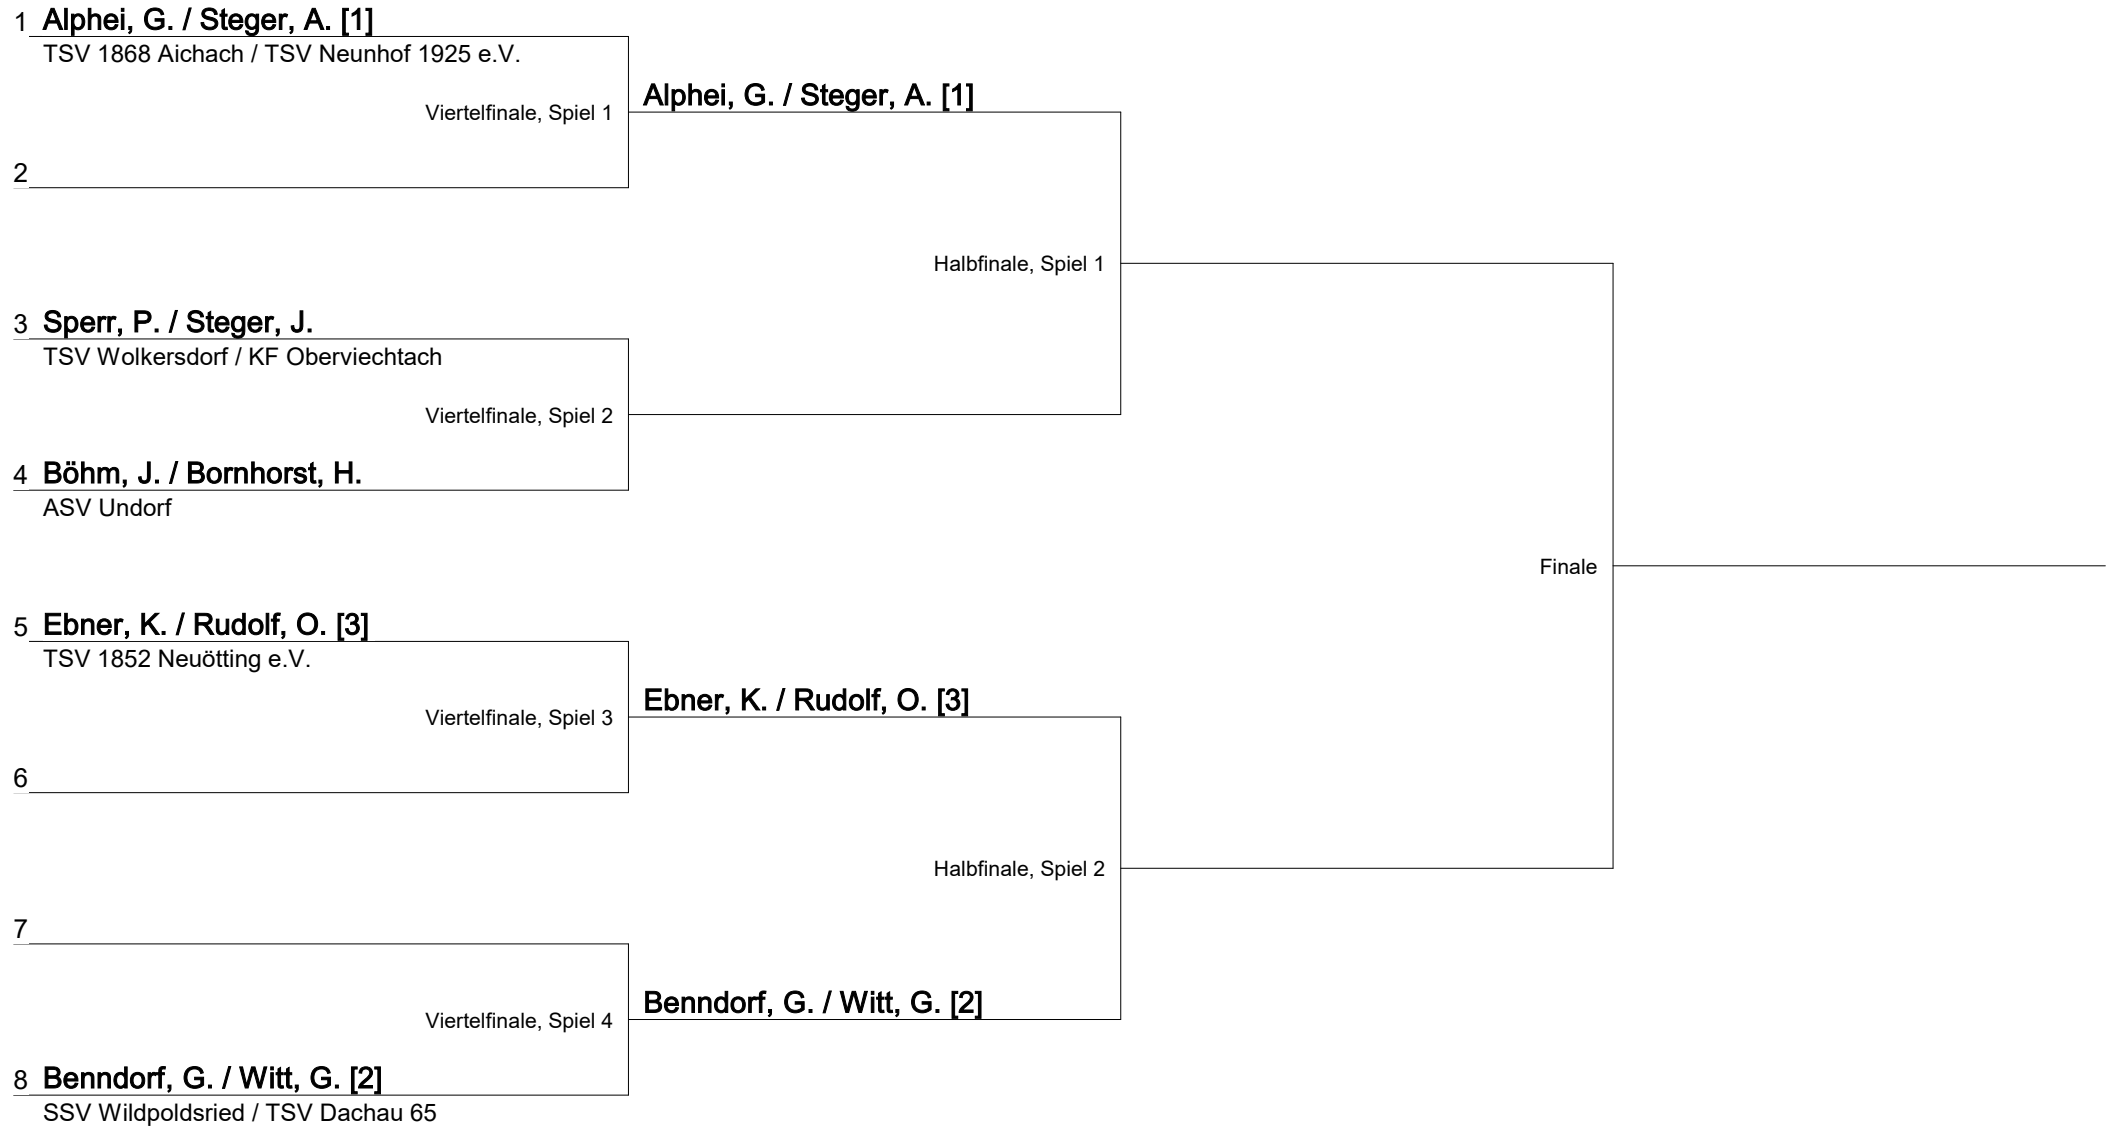 1 Alphei, G. / Steger, A. [1]
TSV 1868 Aichach / TSV Neunhof 1925 e.V.
Alphei, G. / Steger, A. [1]
Viertelfinale, Spiel 1
2
Halbfinale, Spiel 1
3 Sperr, P. / Steger, J.
TSV Wolkersdorf / KF Oberviechtach
Viertelfinale, Spiel 2
4 Böhm, J. / Bornhorst, H.
ASV Undorf
Finale
5 Ebner, K. / Rudolf, O. [3]
TSV 1852 Neuötting e.V.
Ebner, K. / Rudolf, O. [3]
Viertelfinale, Spiel 3
6
Halbfinale, Spiel 2
7
Benndorf, G. / Witt, G. [2]
Viertelfinale, Spiel 4
8 Benndorf, G. / Witt, G. [2]
SSV Wildpoldsried / TSV Dachau 65